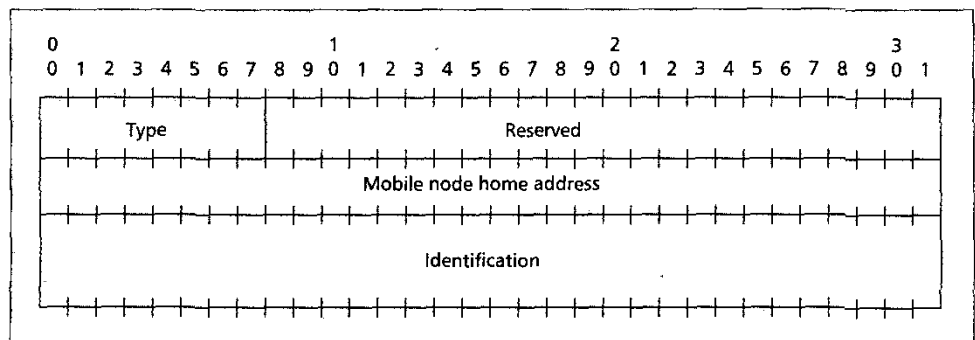 0 1 2 3
0 1 2 3 4 5 6 7 8 9 0 1 2 3 4 5 6 7 8 9 0 1 2 3 4 5 6 7 8 9 0 1
Type Reserved
Mobile node home address
Identification